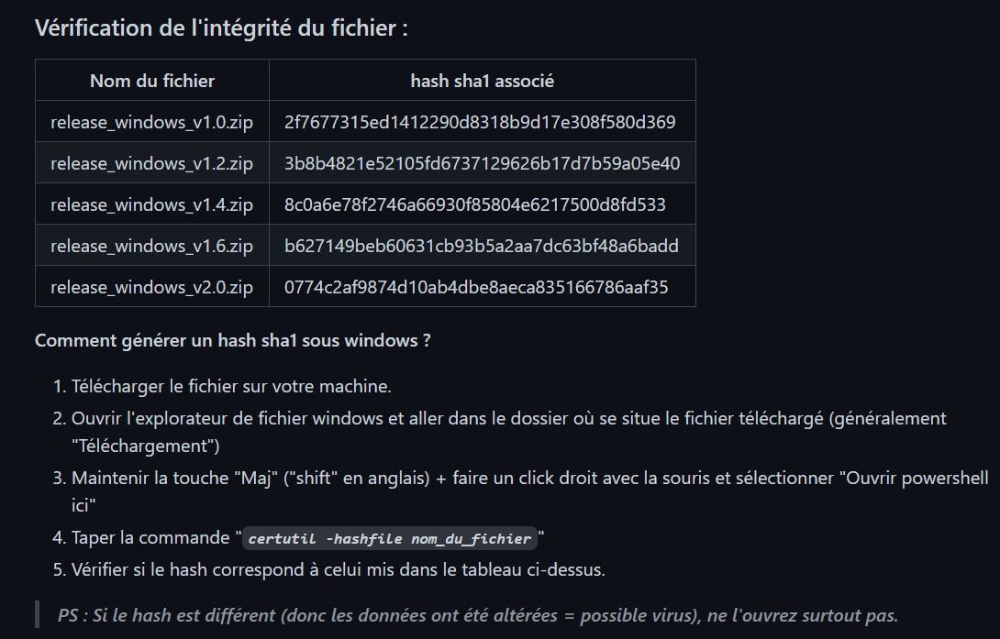 Vérification de l'intégrité du fichier :
Nom du fichier hash sha1 associé
release_windows_v1.0.zip 2f7677315ed1412290d8318b9d17e308f580d369
release_windows_v1.2.zip 3b8b4821e52105fd6737129626b17d7b59a05e40
release_windows_v1.4.zip 8c0a6e78f2746a66930f85804e6217500d8fd533
release_windows_v1.6.zip b627149beb60631cb93b5a2aa7dc63bf48a6badd
release_windows_v2.0.zip 0774c2af9874d10ab4dbe8aeca835166786aaf35
Comment générer un hash sha1 sous windows ?
1. Télécharger le fichier sur votre machine.
2. Ouvrir l'explorateur de fichier windows et aller dans le dossier où se situe le fichier téléchargé (généralement
"Téléchargement")
3. Maintenir la touche "Maj" ("shift" en anglais) + faire un click droit avec la souris et sélectionner "Ouvrir powershell
ici"
4. Taper la commande "certutil -hashfile nom_du_fichier"
5. Vérifier si le hash correspond à celui mis dans le tableau ci-dessus.
PS : Si le hash est différent (donc les données ont été altérées = possible virus), ne l'ouvrez surtout pas.